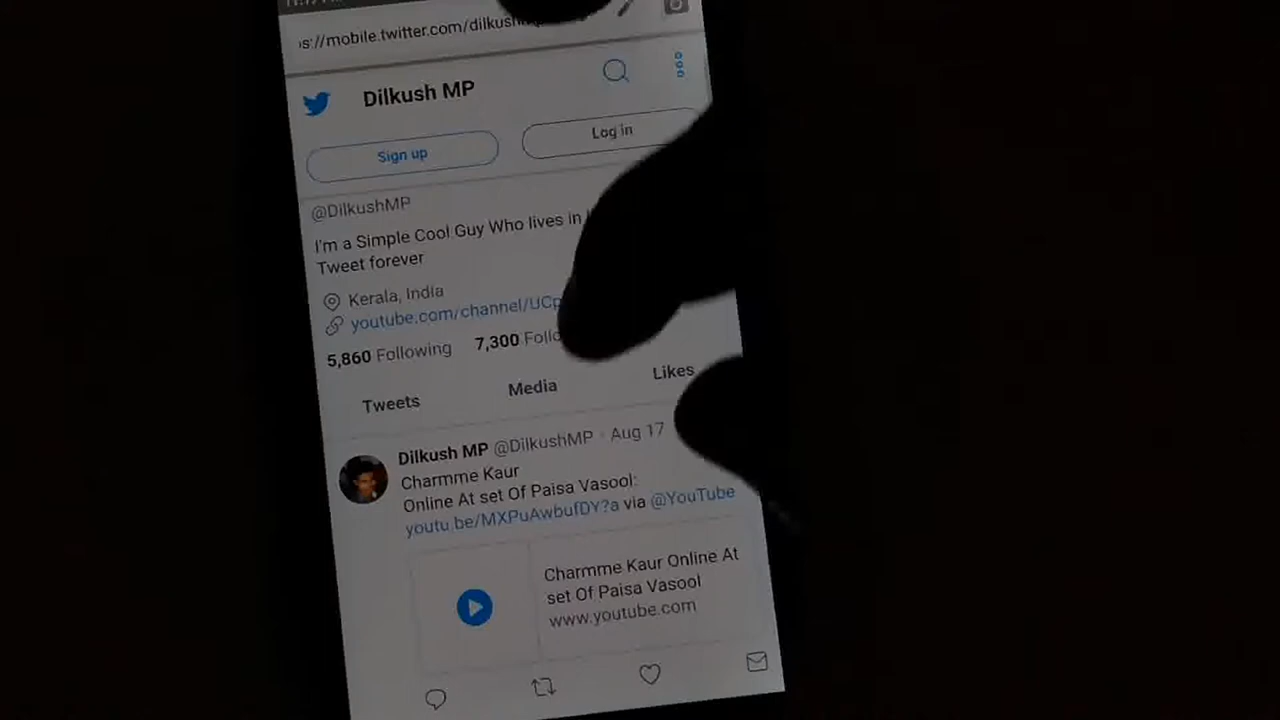 s://mobile.twitter.com/dilkush
Dilkush MP
Sign up
Log in
@DilkushMP
I'm a Simple Cool Guy Who lives in
Tweet forever
Kerala, India
youtube.com/channel/UCp
5,860 Following 7,300 Follo
Tweets Media Likes
Dilkush MP @DilkushMP · Aug 17
Charmme Kaur
Online At set Of Paisa Vasool:
youtu.be/MXPuAwbufDY?a via @YouTube
Charmme Kaur Online At
set Of Paisa Vasool
www.youtube.com